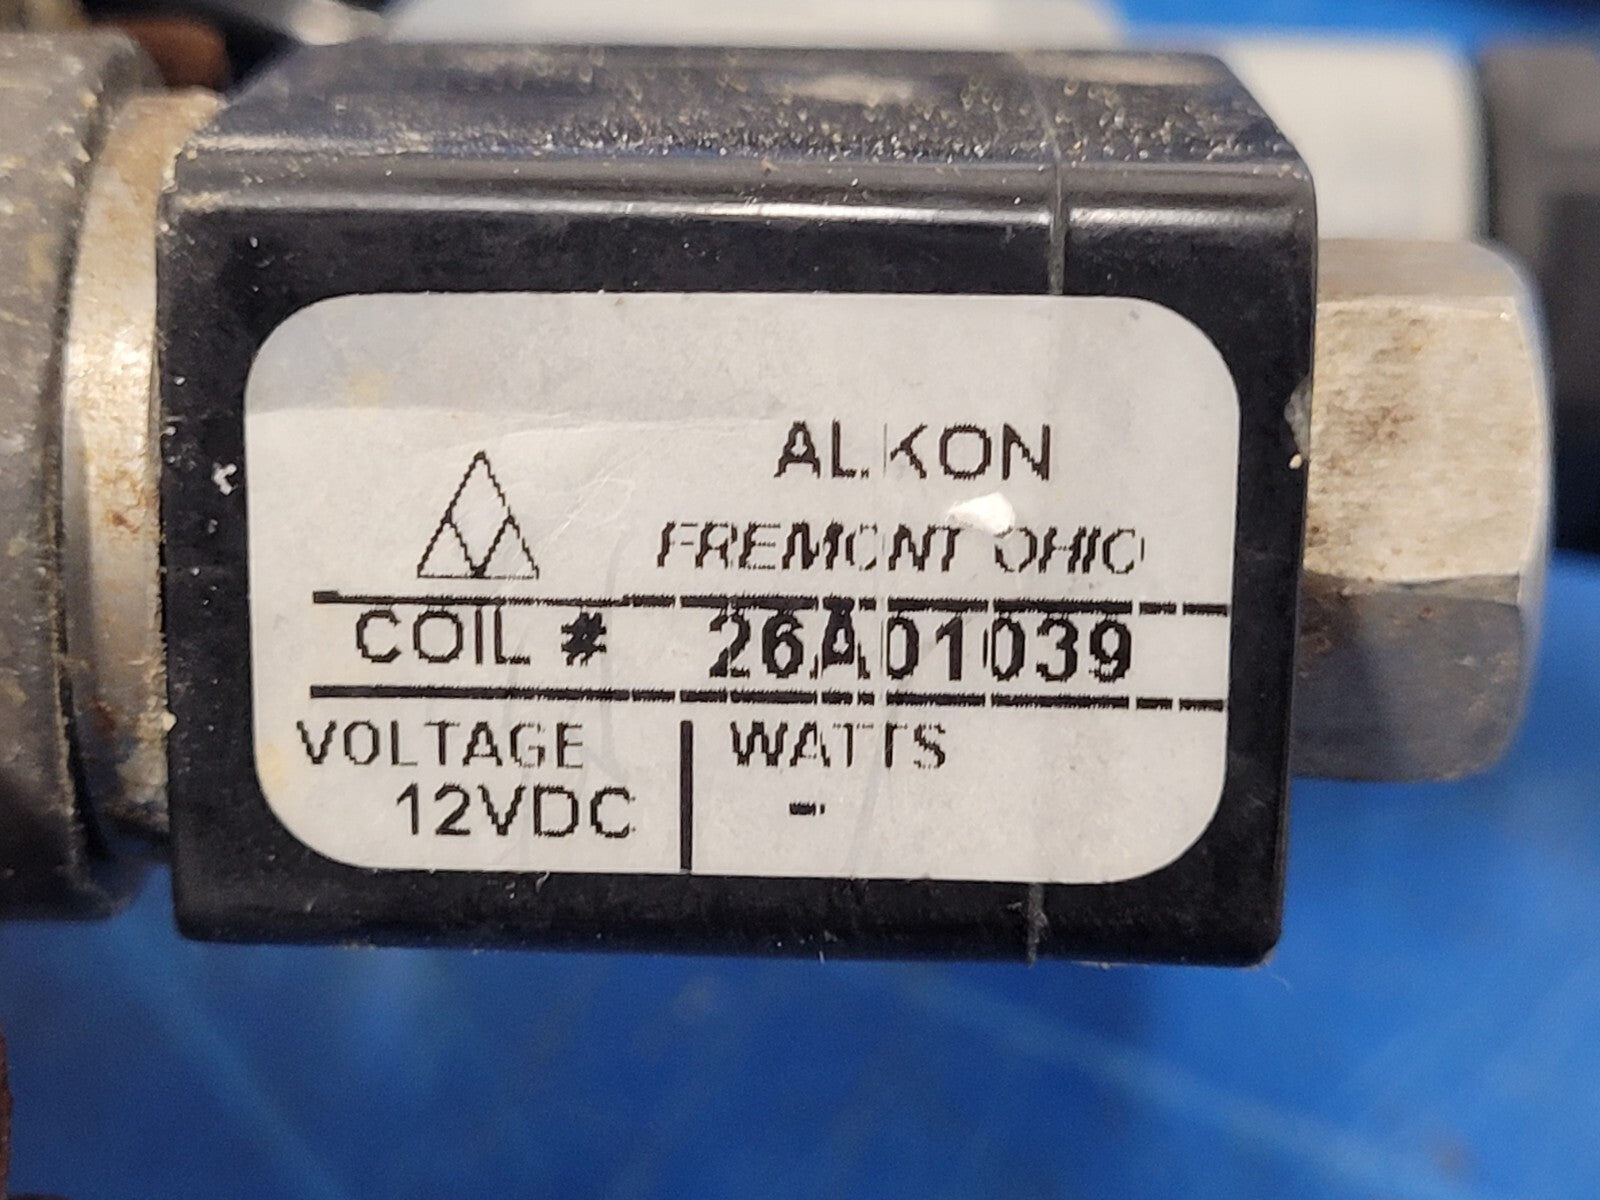 ALKON
FREMONT OHIO
COIL # 26A01039
VOLTAGE WATTS
12VDC -